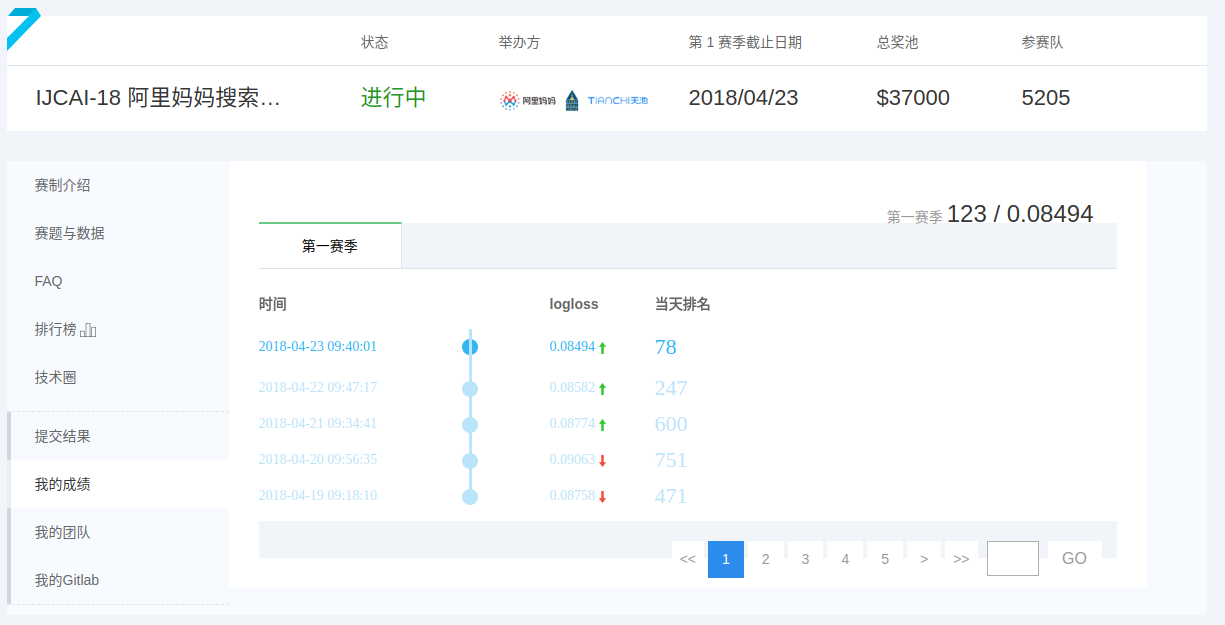 状态 举办方 第 1 赛季截止日期 总奖池 参赛队
IJCAI-18 阿里妈妈搜索… 进行中 阿里妈妈 TIANCHI天池 2018/04/23 $37000 5205
赛制介绍
赛题与数据
FAQ
排行榜
技术圈
提交结果
我的成绩
我的团队
我的Gitlab
第一赛季 123 / 0.08494
第一赛季
时间 logloss 当天排名
2018-04-23 09:40:01 0.08494 78
2018-04-22 09:47:17 0.08582 247
2018-04-21 09:34:41 0.08774 600
2018-04-20 09:56:35 0.09063 751
2018-04-19 09:18:10 0.08758 471
<< 1 2 3 4 5 > >> GO